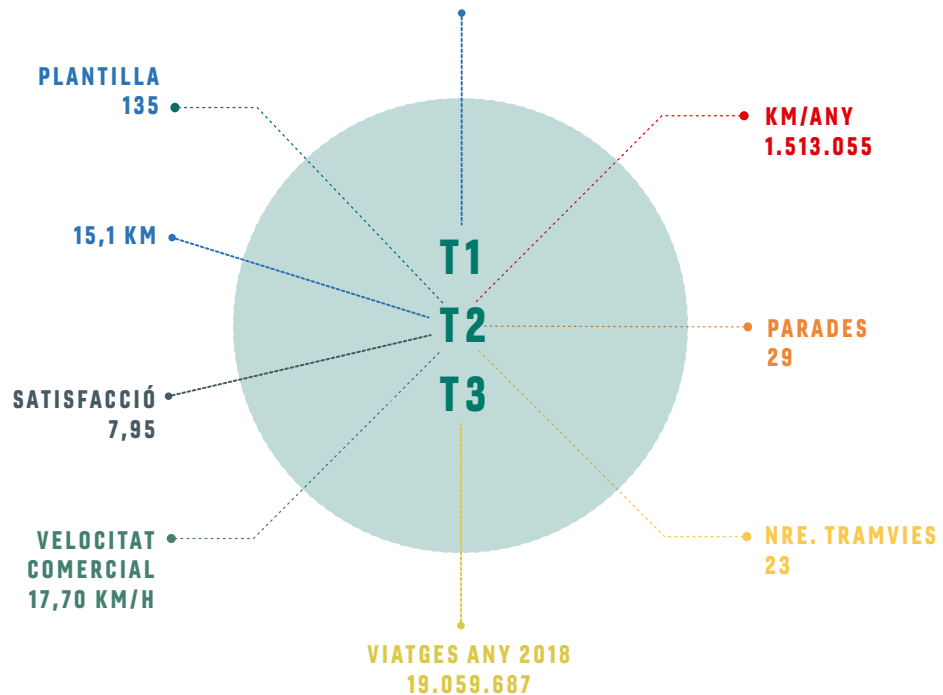 PLANTILLA
135
KM/ANY
1.513.055
15,1 KM
T1
T2
T3
PARADES
29
SATISFACCIÓ
7,95
VELOCITAT
COMERCIAL
17,70 KM/H
NRE. TRAMVIES
23
VIATGES ANY 2018
19.059.687